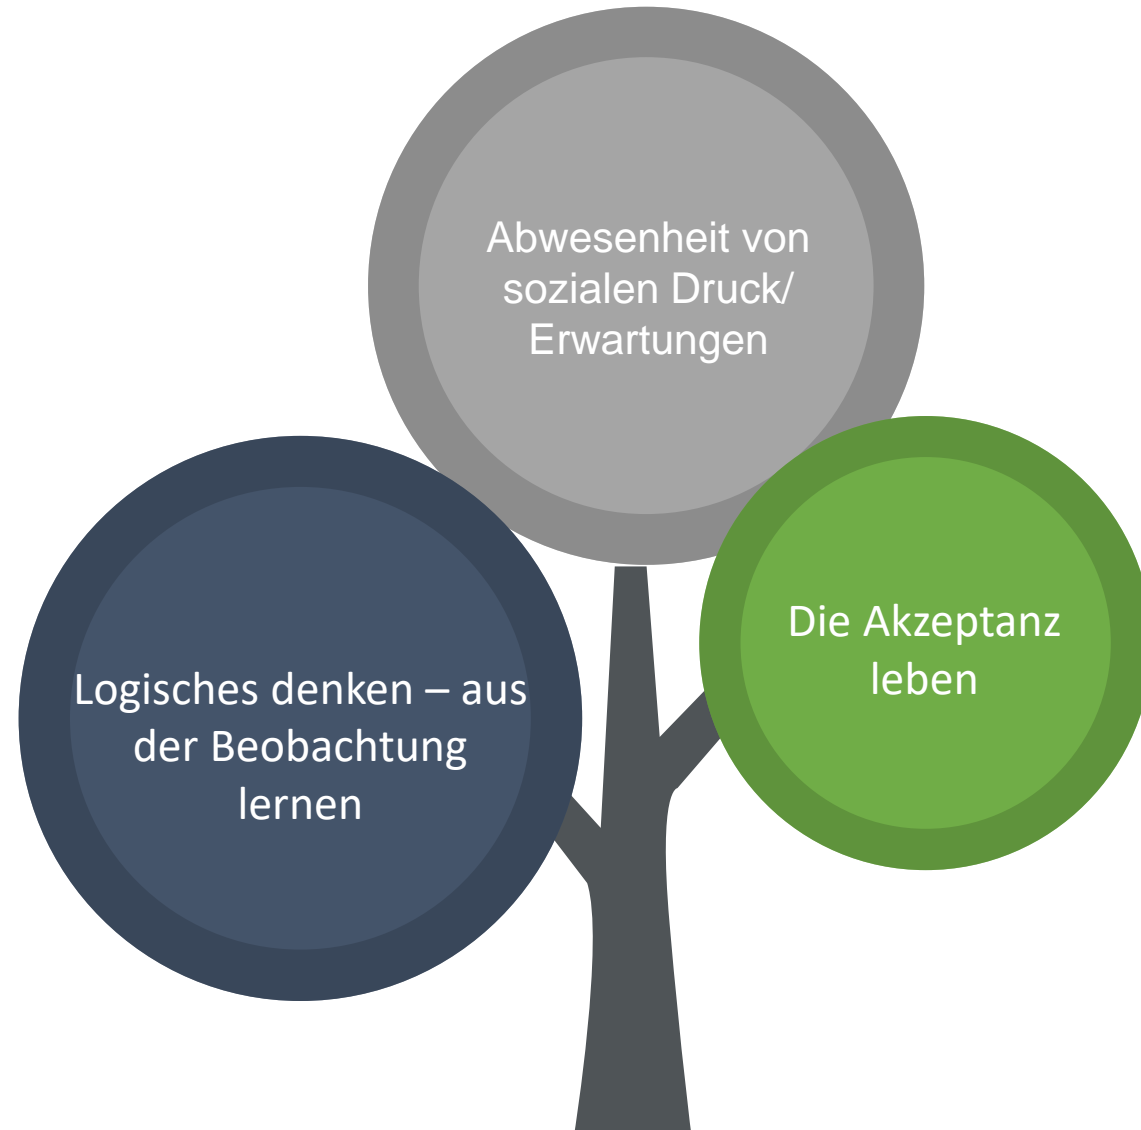 Abwesenheit von
sozialen Druck/
Erwartungen
Die Akzeptanz
leben
Logisches denken – aus
der Beobachtung
lernen